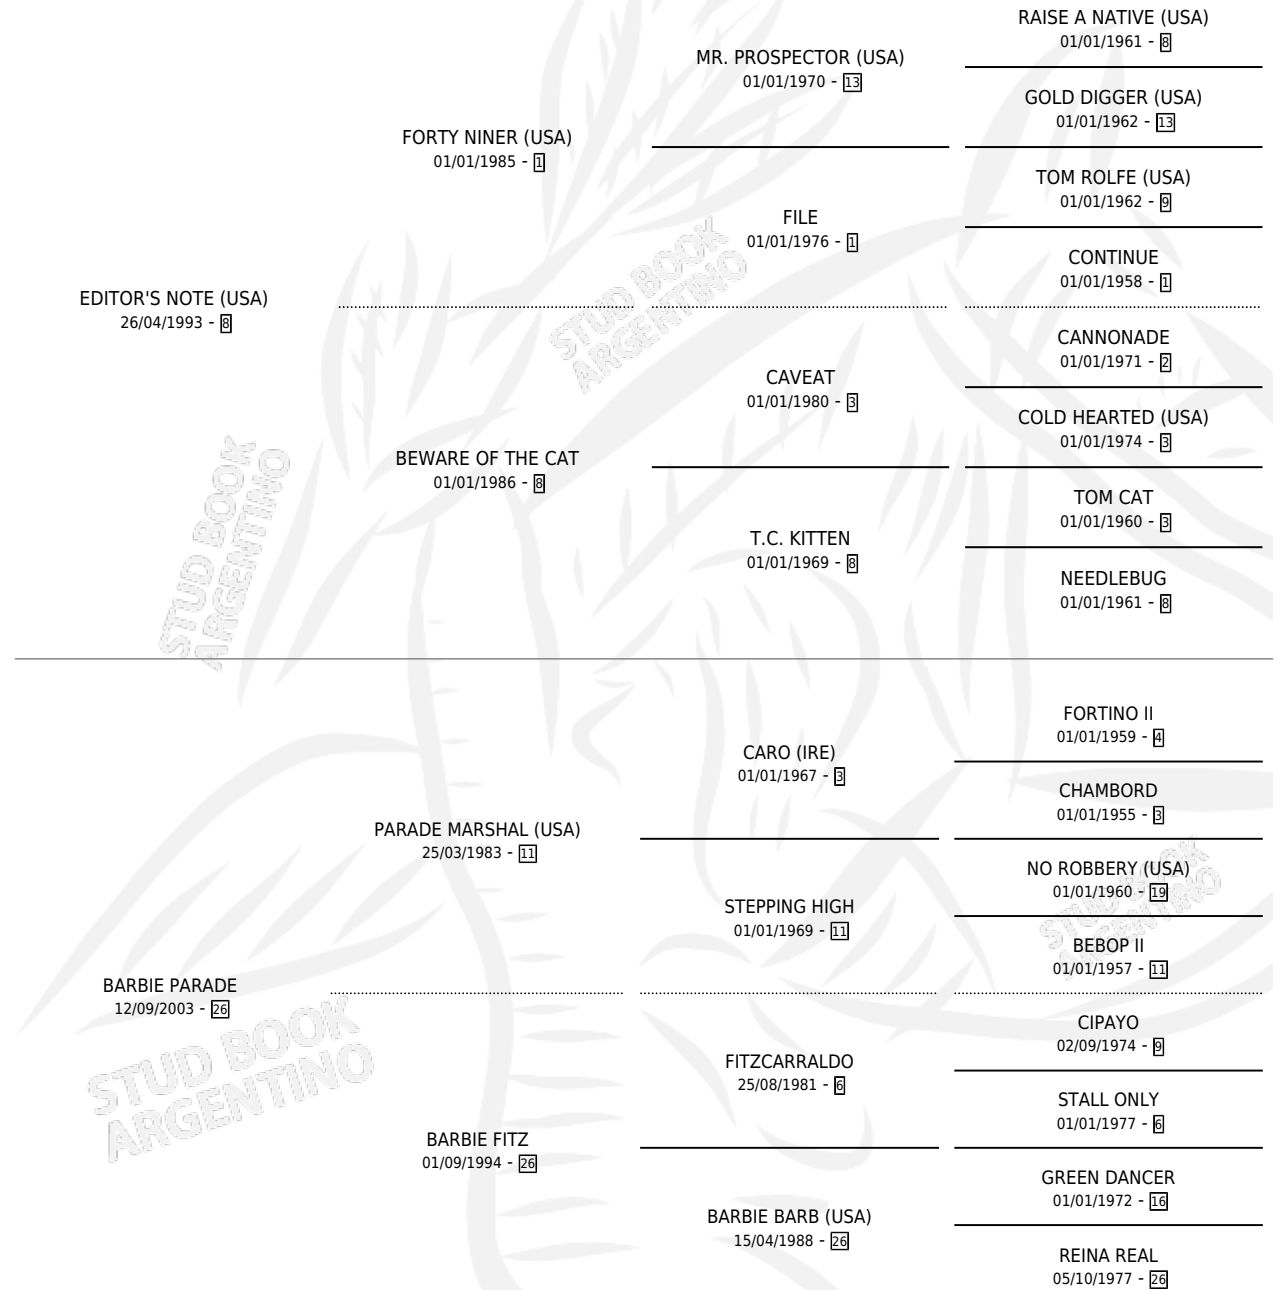 RAISE A NATIVE (USA)
01/01/1961 - 8
MR. PROSPECTOR (USA)
01/01/1970 - 13
GOLD DIGGER (USA)
01/01/1962 - 13
FORTY NINER (USA)
01/01/1985 - 1
TOM ROLFE (USA)
01/01/1962 - 9
FILE
01/01/1976 - 1
CONTINUE
01/01/1958 - 1
EDITOR'S NOTE (USA)
26/04/1993 - 8
CANNONADE
01/01/1971 - 2
CAVEAT
01/01/1980 - 3
COLD HEARTED (USA)
01/01/1974 - 3
BEWARE OF THE CAT
01/01/1986 - 8
TOM CAT
01/01/1960 - 3
T.C. KITTEN
01/01/1969 - 8
NEEDLEBUG
01/01/1961 - 8
STUD BOOK
ARGENTINO
STUD BOOK
ARGENTINO
FORTINO II
01/01/1959 - 4
CARO (IRE)
01/01/1967 - 3
CHAMBORD
01/01/1955 - 3
PARADE MARSHAL (USA)
25/03/1983 - 11
NO ROBBERY (USA)
01/01/1960 - 19
STEPPING HIGH
01/01/1969 - 11
BEBOP II
01/01/1957 - 11
STUD BOOK
ARGENTINO
BARBIE PARADE
12/09/2003 - 26
CIPAYO
02/09/1974 - 9
FITZCARRALDO
25/08/1981 - 6
STALL ONLY
01/01/1977 - 6
BARBIE FITZ
01/09/1994 - 26
GREEN DANCER
01/01/1972 - 16
BARBIE BARB (USA)
15/04/1988 - 26
REINA REAL
05/10/1977 - 26
STUD BOOK
ARGENTINO